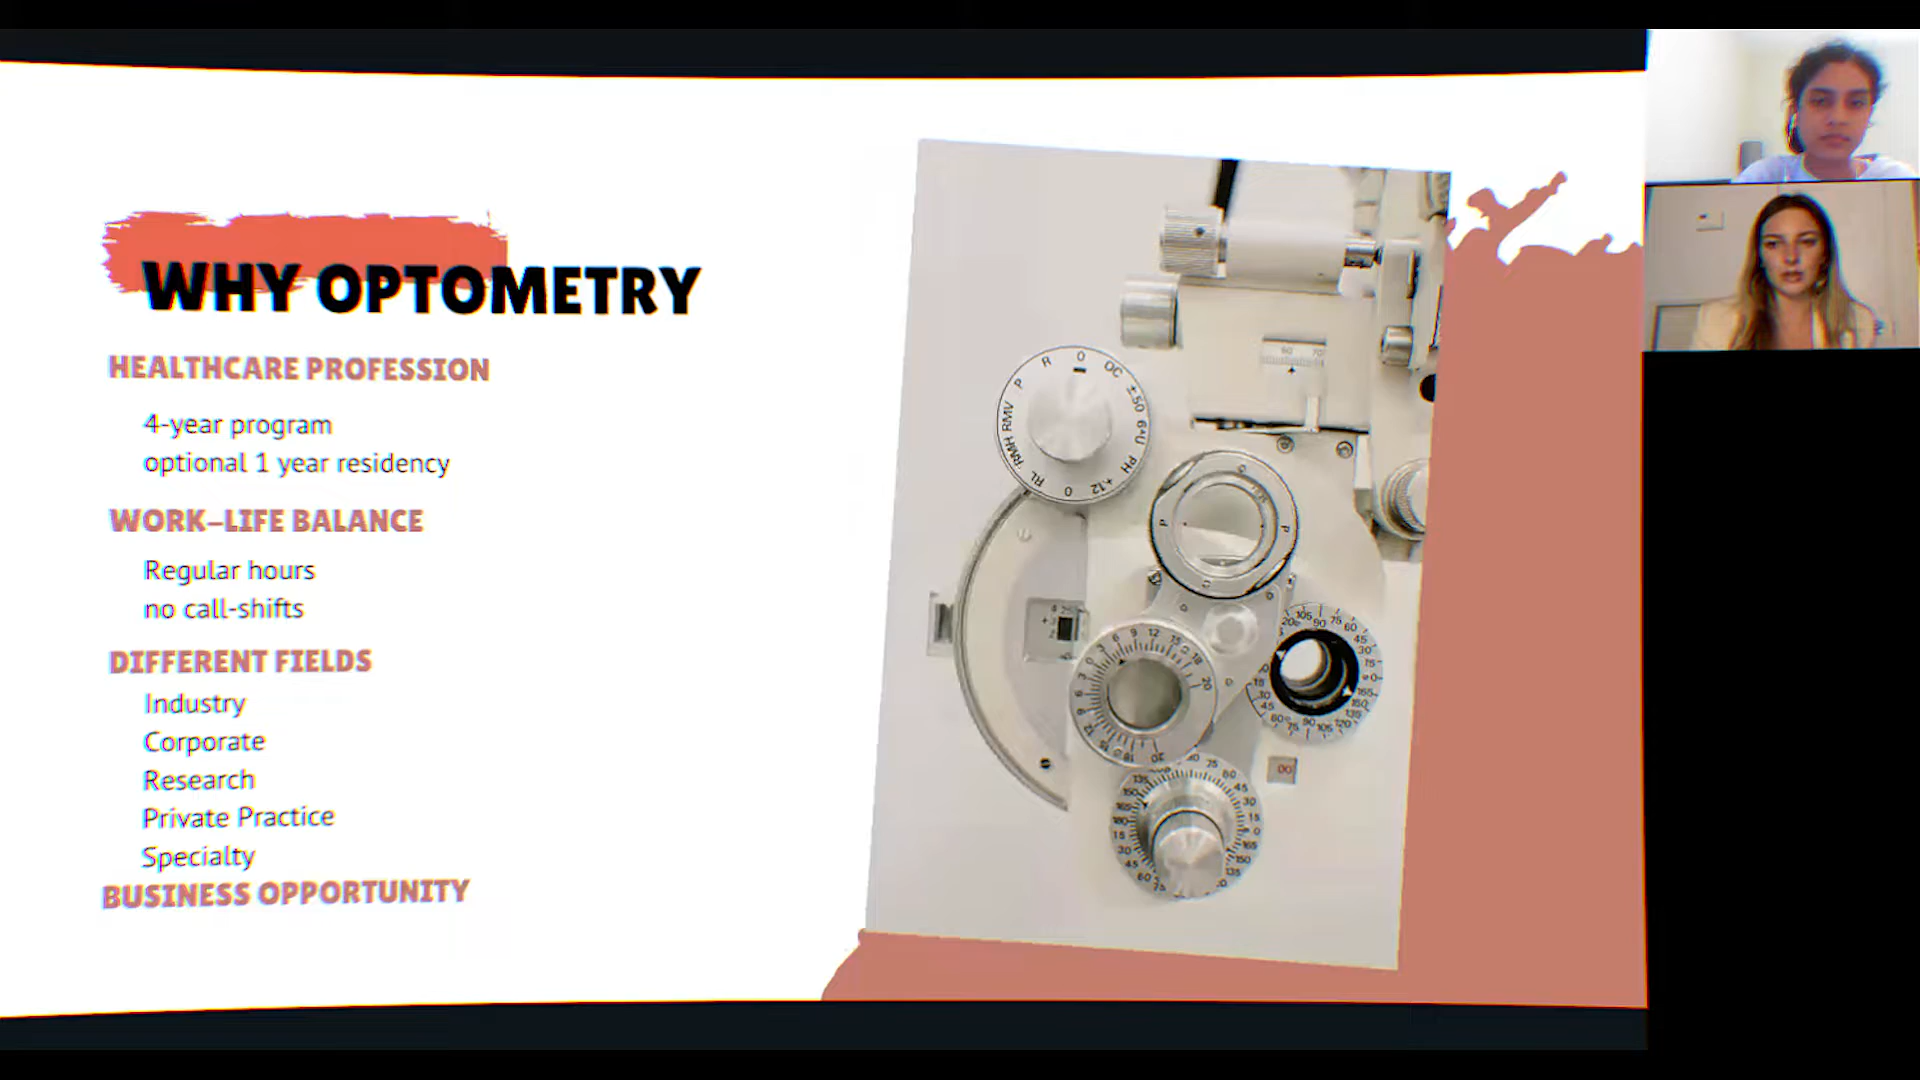 WHY OPTOMETRY
HEALTHCARE PROFESSION
4-year program
optional 1 year residency
WORK–LIFE BALANCE
Regular hours
no call-shifts
DIFFERENT FIELDS
Industry
Corporate
Research
Private Practice
Specialty
BUSINESS OPPORTUNITY